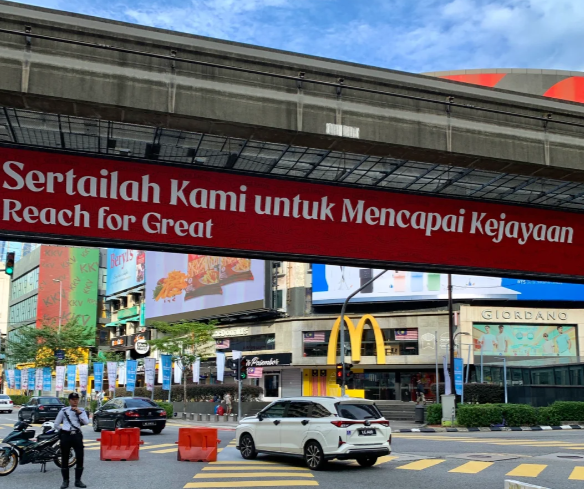 Sertailah Kami untuk Mencapai Kejayaan
Reach for Great
GIORDANO